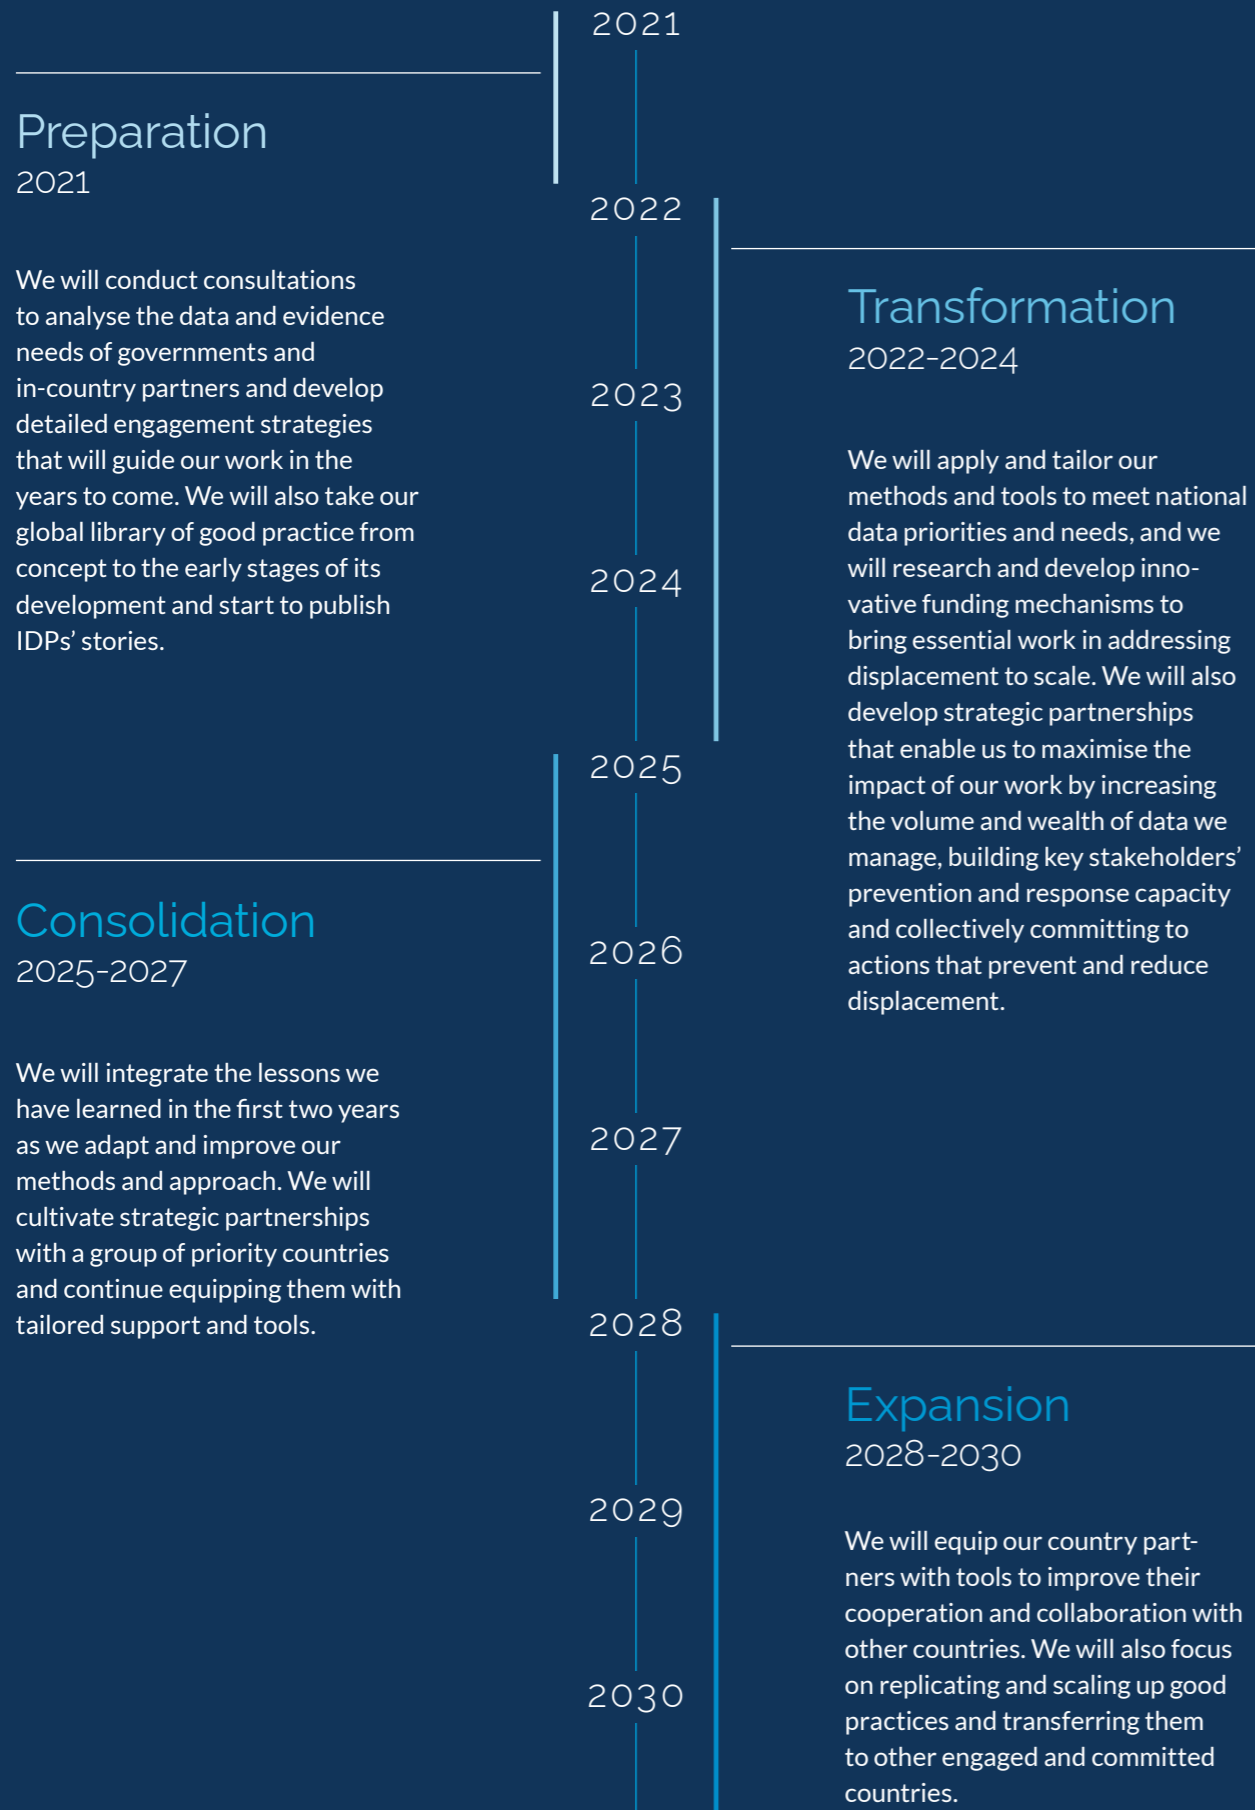 2021
Preparation
2021
We will conduct consultations
to analyse the data and evidence
needs of governments and
in-country partners and develop
detailed engagement strategies
that will guide our work in the
years to come. We will also take our
global library of good practice from
concept to the early stages of its
development and start to publish
IDPs’ stories.
2022
Transformation
2022-2024
We will apply and tailor our
methods and tools to meet national
data priorities and needs, and we
will research and develop inno-
vative funding mechanisms to
bring essential work in addressing
displacement to scale. We will also
develop strategic partnerships
that enable us to maximise the
impact of our work by increasing
the volume and wealth of data we
manage, building key stakeholders’
prevention and response capacity
and collectively committing to
actions that prevent and reduce
displacement.
2023
2024
2025
Consolidation
2025-2027
We will integrate the lessons we
have learned in the first two years
as we adapt and improve our
methods and approach. We will
cultivate strategic partnerships
with a group of priority countries
and continue equipping them with
tailored support and tools.
2026
2027
2028
Expansion
2028-2030
We will equip our country part-
ners with tools to improve their
cooperation and collaboration with
other countries. We will also focus
on replicating and scaling up good
practices and transferring them
to other engaged and committed
countries.
2029
2030